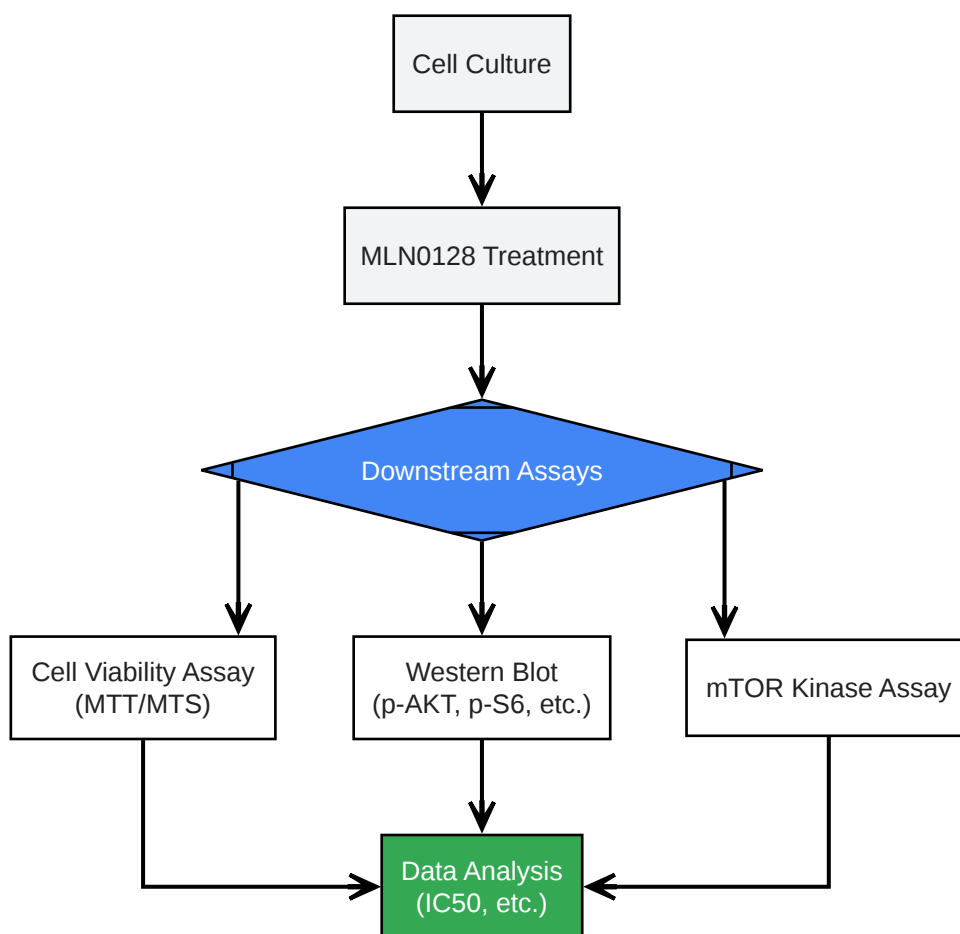 Cell Culture
MLN0128 Treatment
Downstream Assays
Cell Viability Assay
(MTT/MTS)
Western Blot
(p-AKT, p-S6, etc.)
mTOR Kinase Assay
Data Analysis
(IC50, etc.)